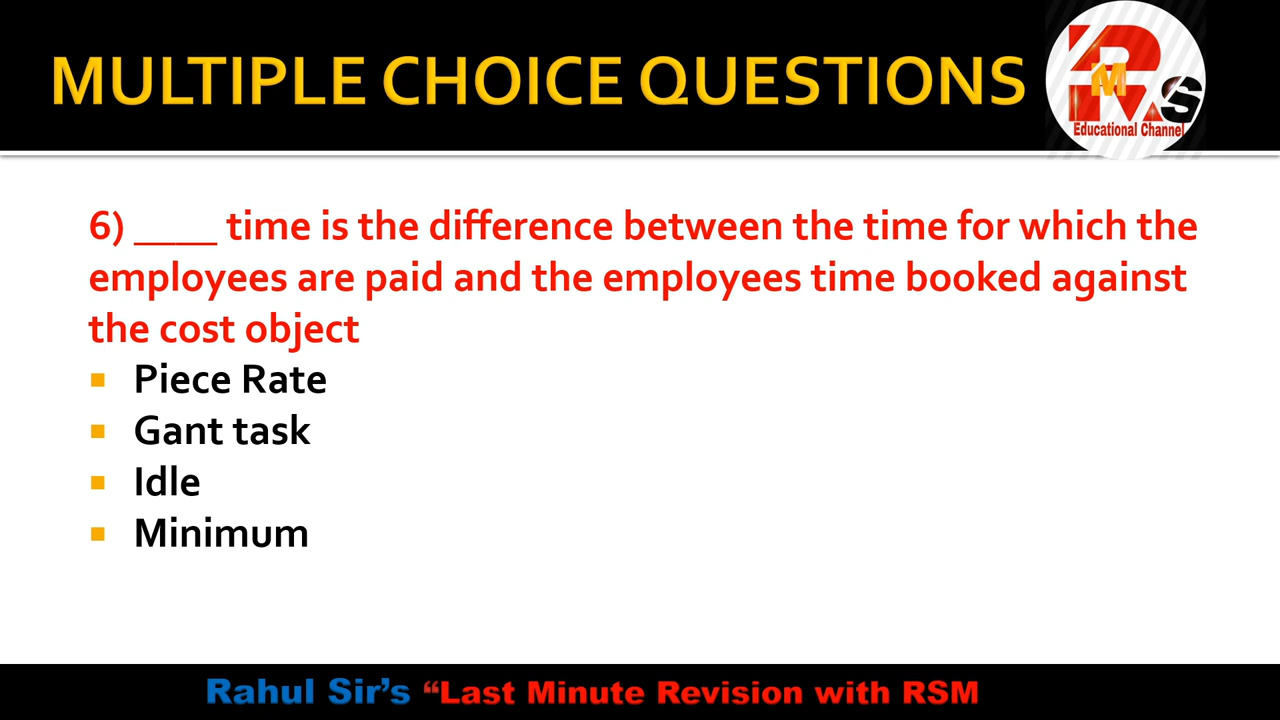 MULTIPLE CHOICE QUESTIONS
RMS
Educational Channel
6) ____ time is the difference between the time for which the
employees are paid and the employees time booked against
the cost object
Piece Rate
Gant task
Idle
Minimum
Rahul Sir's “Last Minute Revision with RSM